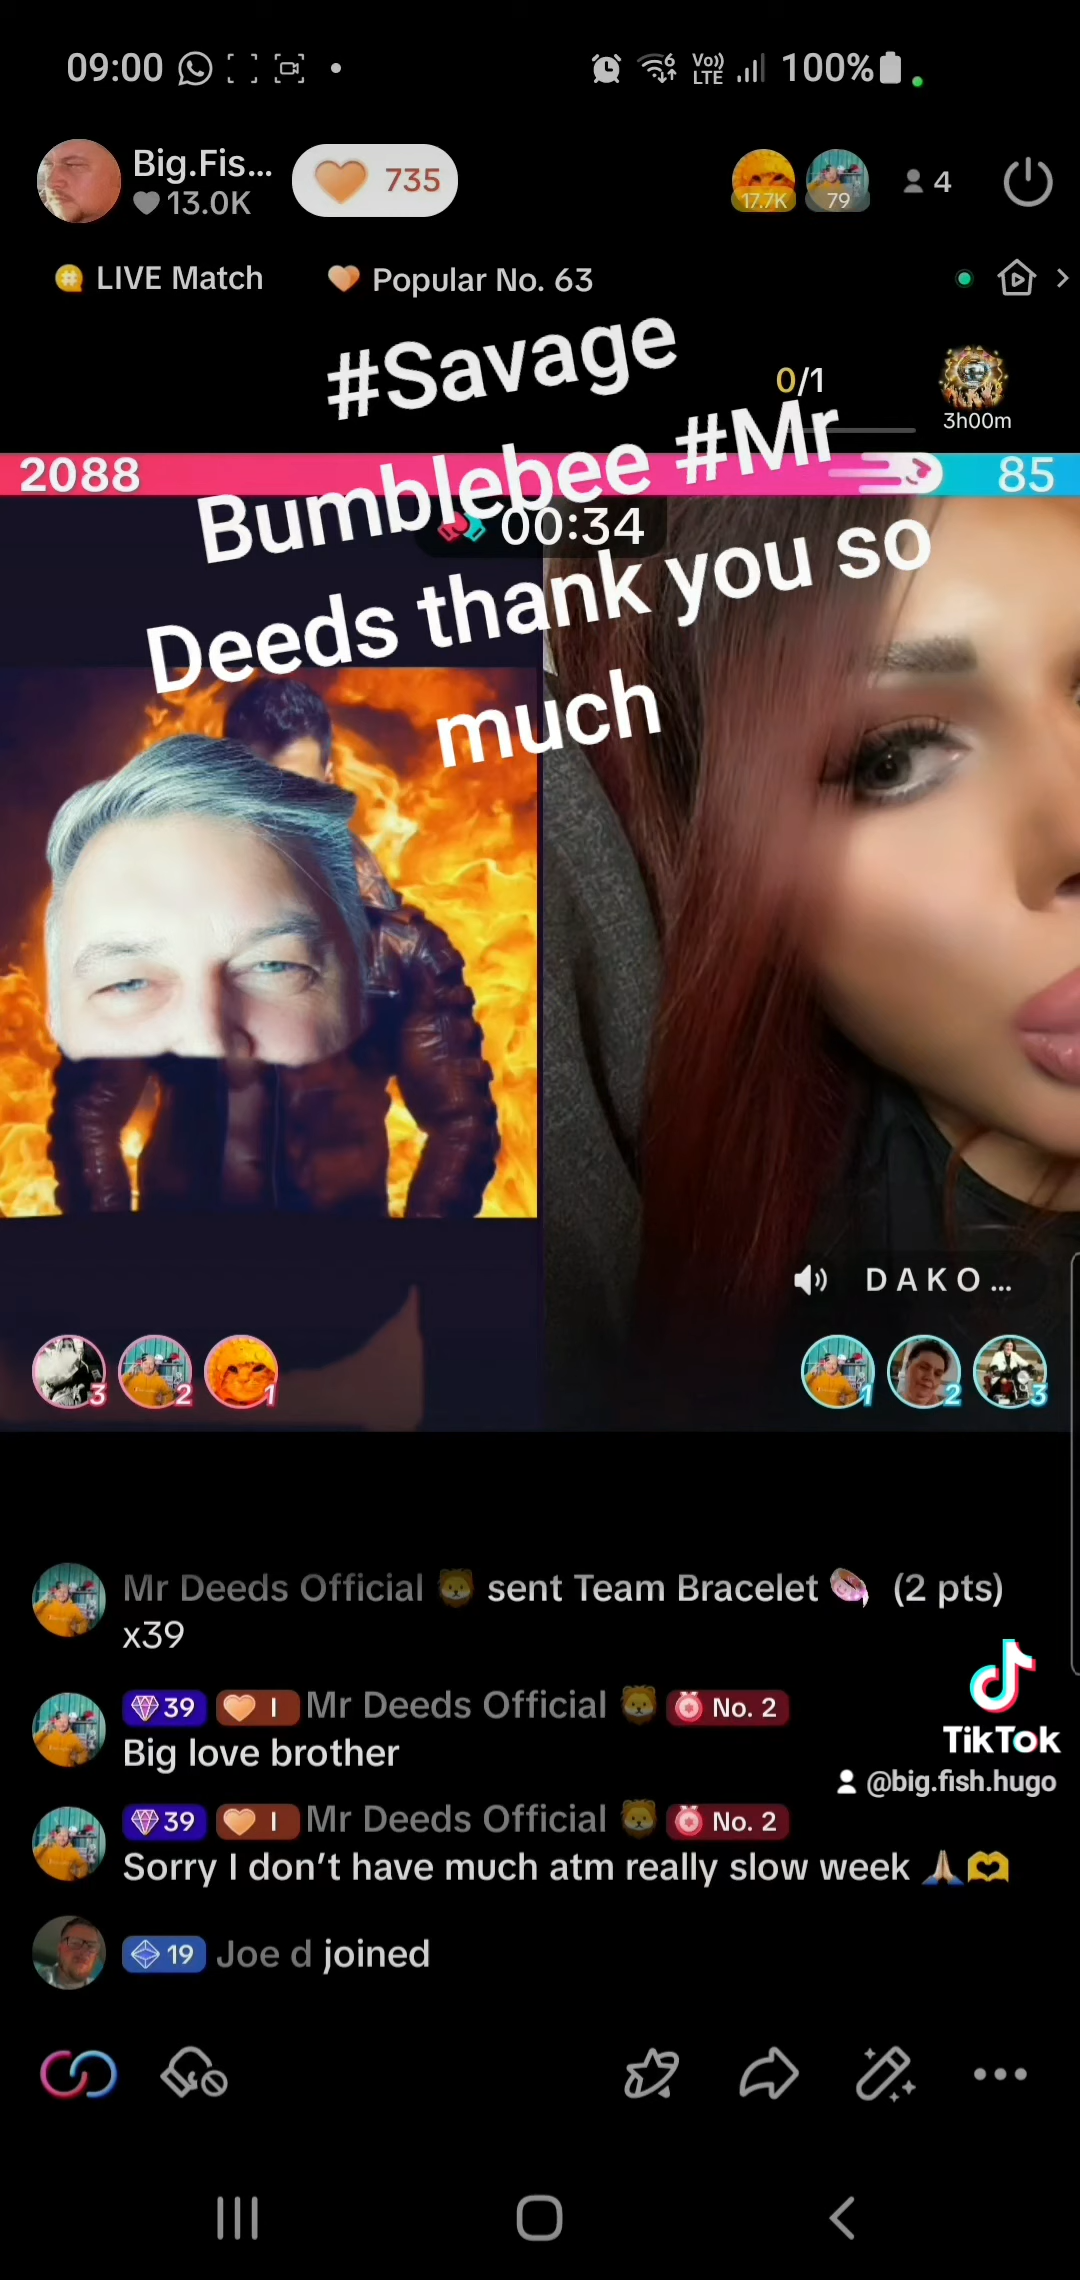 09:00
Vo)) LTE
100%
Big.Fis...
13.0K
735
17.7K
79
4
LIVE Match
Popular No. 63
#Savage
Bumblebee #Mr
Deeds thank you so
much
0/1
3h00m
2088
85
00:34
DAKO...
3
2
1
1
2
3
Mr Deeds Official 🦁 sent Team Bracelet (2 pts)
x39
39 I Mr Deeds Official 🦁 No. 2
Big love brother
39 I Mr Deeds Official 🦁 No. 2
Sorry I don't have much atm really slow week 🙏🫶
19 Joe d joined
TikTok
@big.fish.hugo